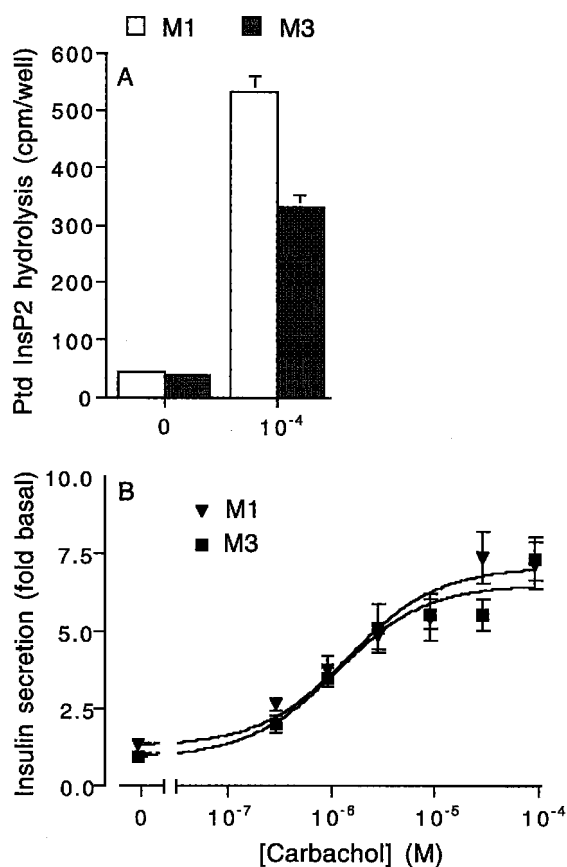 M1 M3
A
Ptd InsP2 hydrolysis (cpm/well)
600
500
400
300
200
100
0
0 10-4
B
M1
M3
Insulin secretion (fold basal)
10.0
7.5
5.0
2.5
0.0
0 10-7 10-6 10-5 10-4
[Carbachol] (M)